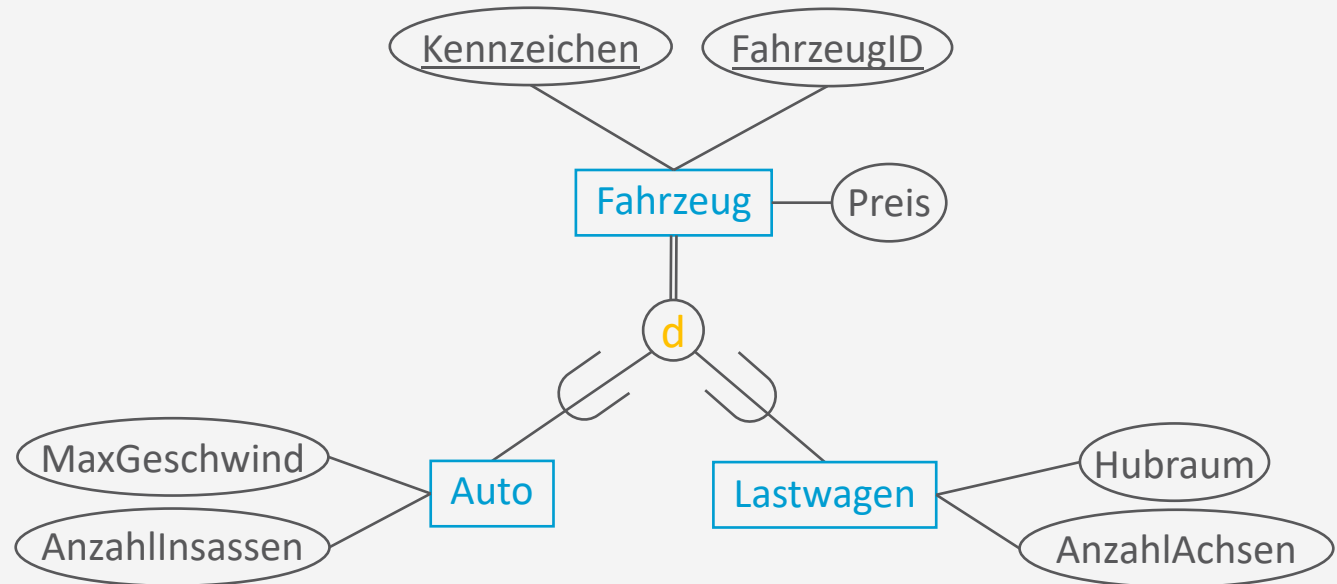 Kennzeichen
FahrzeugID
Fahrzeug
Preis
d
MaxGeschwind
Auto
AnzahlInsassen
Lastwagen
Hubraum
AnzahlAchsen